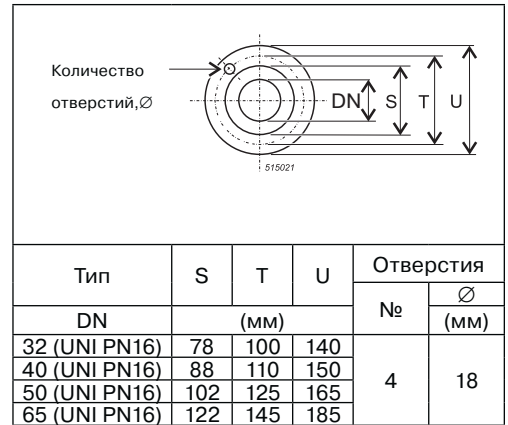 Количество
отверстий,∅
DN S T U
515021
Тип S T U Отверстия
№ ∅
DN (мм) (мм)
32 (UNI PN16) 78 100 140
40 (UNI PN16) 88 110 150
4 18
50 (UNI PN16) 102 125 165
65 (UNI PN16) 122 145 185